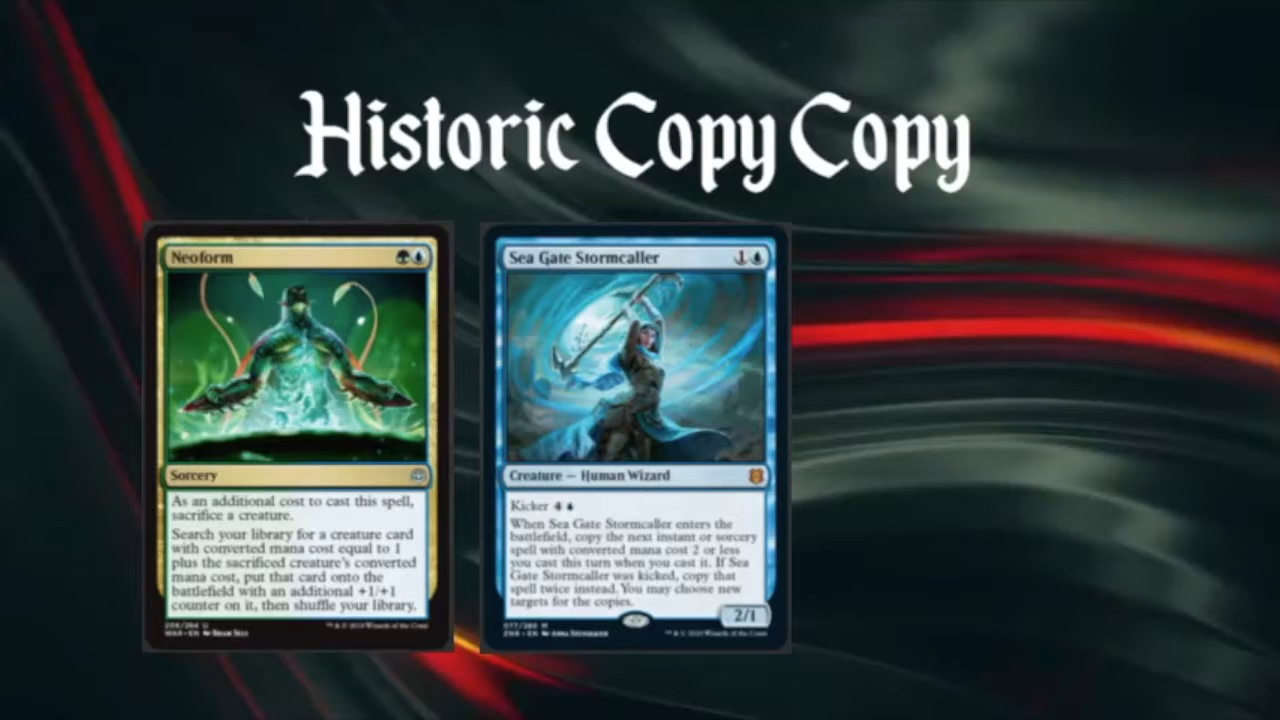 Historic Copy Copy
Neoform
Sorcery
As an additional cost to cast this spell,
sacrifice a creature.
Search your library for a creature card
with converted mana cost equal to 1
plus the sacrificed creature's converted
mana cost, put that card onto the
battlefield with an additional +1/+1
counter on it, then shuffle your library.
Sea Gate Stormcaller
1
Creature — Human Wizard
Kicker 4
When Sea Gate Stormcaller enters the
battlefield, copy the next instant or sorcery
spell with converted mana cost 2 or less
you cast this turn when you cast it. If Sea
Gate Stormcaller was kicked, copy that
spell twice instead. You may choose new
targets for the copies.
2/1